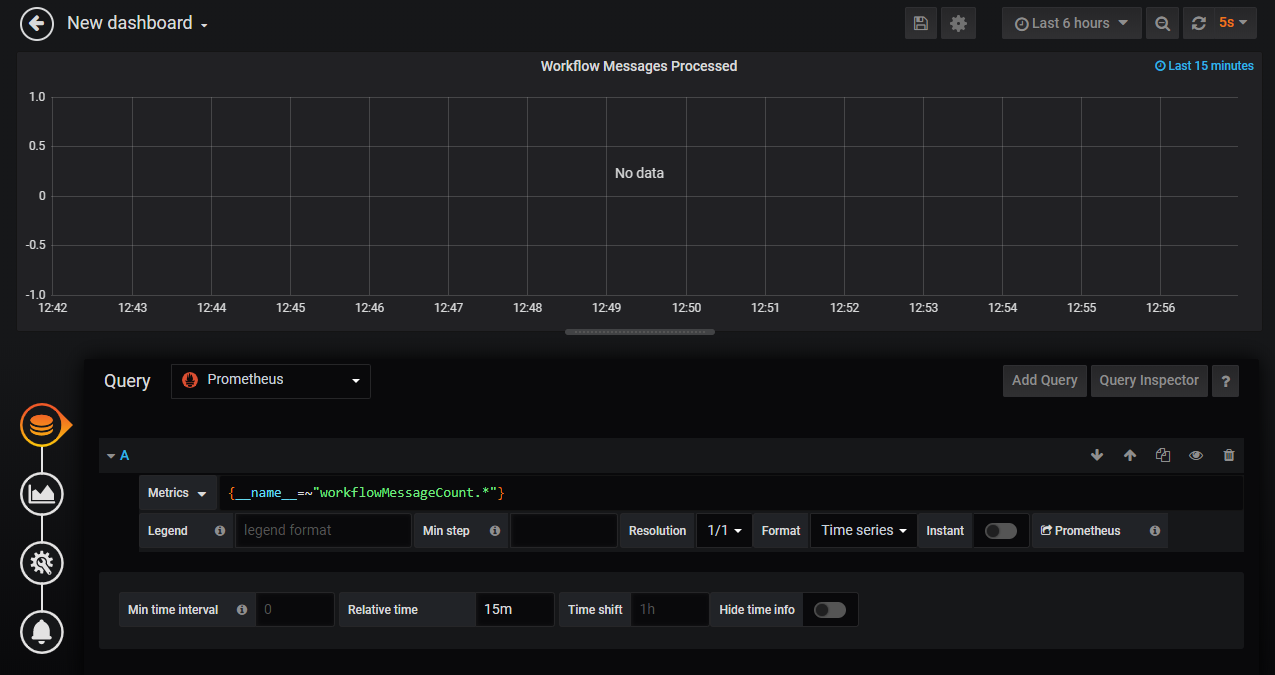 New dashboard
Last 6 hours
5s
Workflow Messages Processed
Last 15 minutes
1.0
0.5
0
-0.5
-1.0
No data
12:42 12:43 12:44 12:45 12:46 12:47 12:48 12:49 12:50 12:51 12:52 12:53 12:54 12:55 12:56
Query Prometheus Add Query Query Inspector ?
A
Metrics {__name__=~"workflowMessageCount.*"}
Legend legend format Min step Resolution 1/1 Format Time series Instant Prometheus
Min time interval 0 Relative time 15m Time shift 1h Hide time info